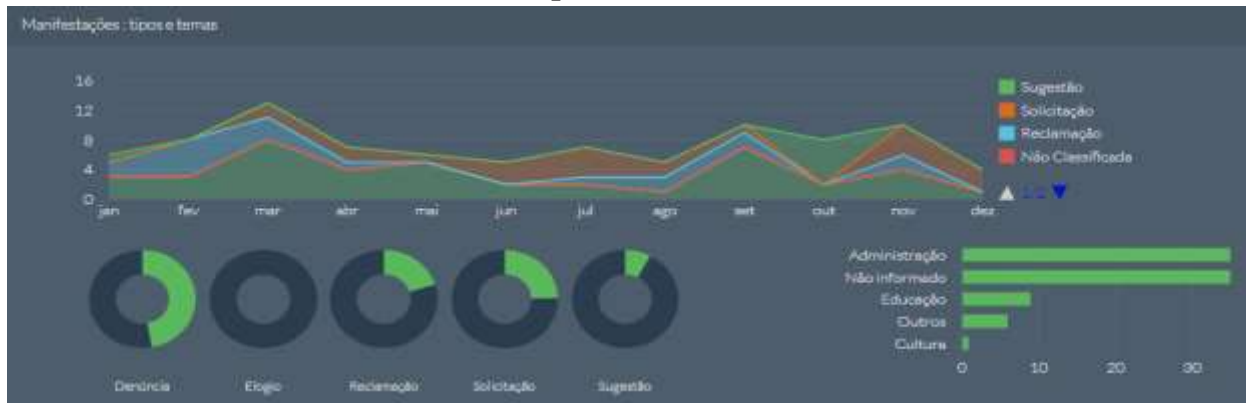 Manifestações : tipos e temas
16
12
8
4
0
jan fev mar abr mai jun jul ago set out nov dez
Sugestão
Solicitação
Reclamação
Não Classificada
1/2
Denúncia Elogio Reclamação Solicitação Sugestão
Administração
Não informado
Educação
Outros
Cultura
0 10 20 30